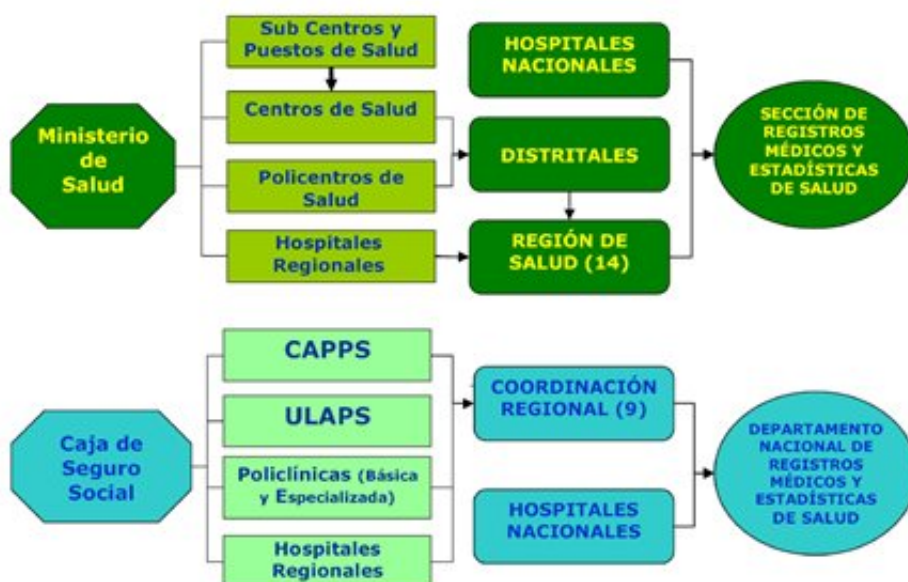 Ministerio
de
Salud
Sub Centros y
Puestos de Salud
Centros de Salud
Policentros de
Salud
Hospitales
Regionales
HOSPITALES
NACIONALES
DISTRITALES
REGIÓN DE
SALUD (14)
SECCIÓN DE
REGISTROS
MÉDICOS Y
ESTADÍSTICAS
DE SALUD
Caja de
Seguro
Social
CAPPS
ULAPS
Policlínicas (Básica
y Especializada)
Hospitales
Regionales
COORDINACIÓN
REGIONAL (9)
HOSPITALES
NACIONALES
DEPARTAMENTO
NACIONAL DE
REGISTROS
MÉDICOS Y
ESTADÍSTICAS
DE SALUD